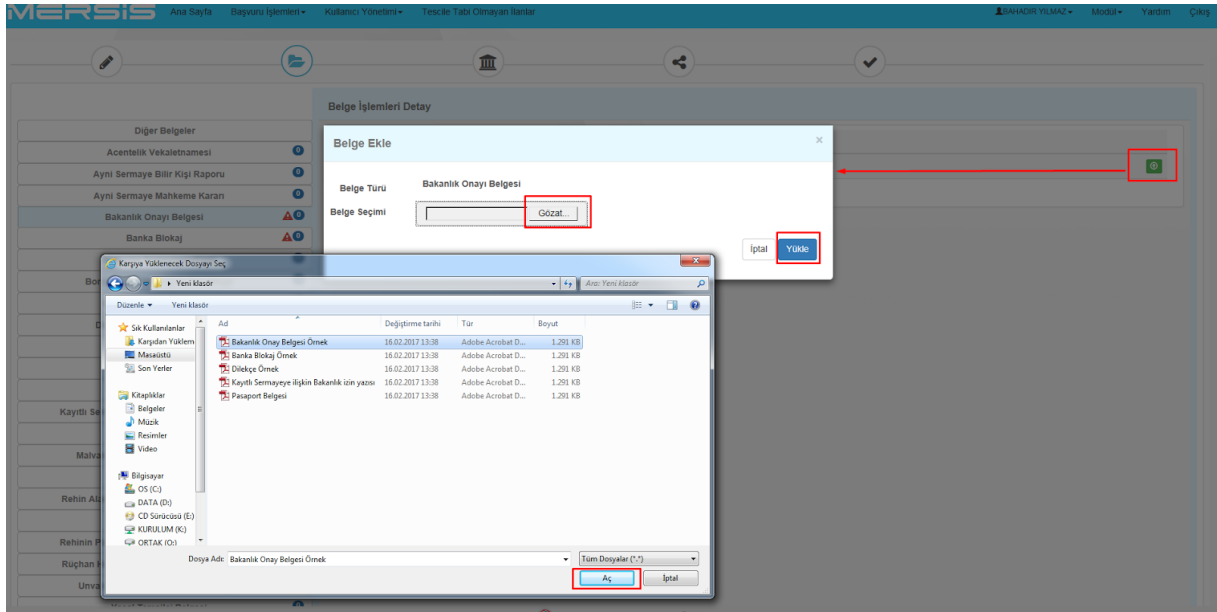 MERSIS Ana Sayfa Başvuru İşlemleri Kullanıcı Yönetimi Tescile Tabi Olmayan İlanlar BAHADIR YILMAZ Modül Yardım Çıkış
Belge İşlemleri Detay
Diğer Belgeler
Acentelik Vekaletnamesi 0
Ayni Sermaye Bilir Kişi Raporu 0
Ayni Sermaye Mahkeme Kararı 0
Bakanlık Onayı Belgesi 0
Banka Blokaj 0
Kayıtlı Se
Malva
Rehin Al
Rehinin P
Rüçhan
Unva
Belge Ekle ×
Belge Türü Bakanlık Onayı Belgesi
Belge Seçimi Gözat...
İptal Yükle
Karşıya Yüklenecek Dosyayı Seç
Yeni klasör Ara: Yeni klasör
Düzenle Yeni klasör
Ad Değiştirme tarihi Tür Boyut
Bakanlık Onay Belgesi Örnek 16.02.2017 13:38 Adobe Acrobat D... 1.291 KB
Banka Blokaj Örnek 16.02.2017 13:38 Adobe Acrobat D... 1.291 KB
Dilekçe Örnek 16.02.2017 13:38 Adobe Acrobat D... 1.291 KB
Kayıtlı Sermayeye ilişkin Bakanlık izin yazısı 16.02.2017 13:38 Adobe Acrobat D... 1.291 KB
Pasaport Belgesi 16.02.2017 13:38 Adobe Acrobat D... 1.291 KB
Sık Kullanılanlar
Karşıdan Yüklem
Masaüstü
Son Yerler
Kitaplıklar
Belgeler
Müzik
Resimler
Video
Bilgisayar
OS (C:)
DATA (D:)
CD Sürücüsü (E:)
KURULUM (K:)
ORTAK (O:)
Dosya Adı: Bakanlık Onay Belgesi Örnek Tüm Dosyalar (*.*)
Aç İptal